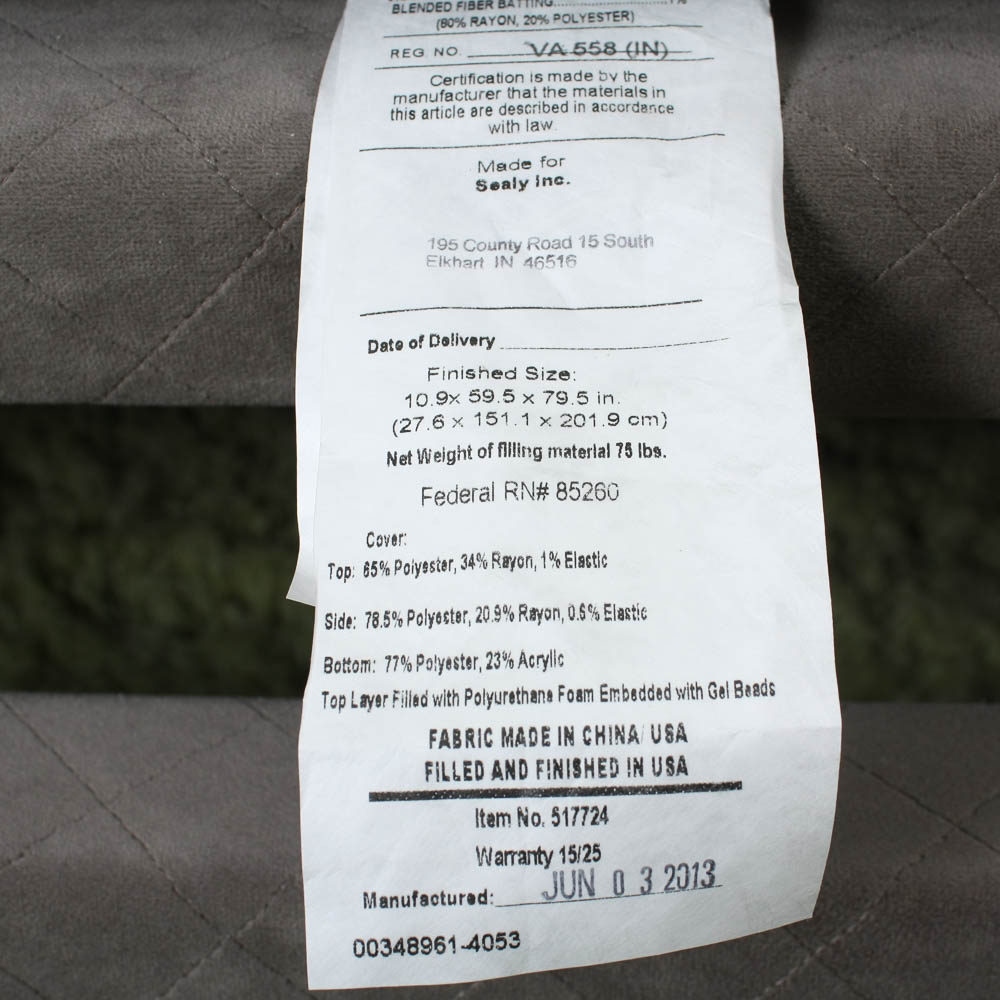 BLENDED FIBER BATTING..................1%
(80% RAYON, 20% POLYESTER)
REG. NO. VA 558 (IN)
Certification is made by the
manufacturer that the materials in
this article are described in accordance
with law.
Made for
Sealy Inc.
195 County Road 15 South
Elkhart IN 46516
Date of Delivery
Finished Size:
10.9x 59.5 x 79.5 in.
(27.6 x 151.1 x 201.9 cm)
Net Weight of filling material 75 lbs.
Federal RN# 85260
Cover:
Top: 65% Polyester, 34% Rayon, 1% Elastic
Side: 78.5% Polyester, 20.9% Rayon, 0.6% Elastic
Bottom: 77% Polyester, 23% Acrylic
Top Layer Filled with Polyurethane Foam Embedded with Gel Beads
FABRIC MADE IN CHINA/ USA
FILLED AND FINISHED IN USA
Item No. 517724
Warranty 15/25
Manufactured: JUN 03 2013
00348961-4053